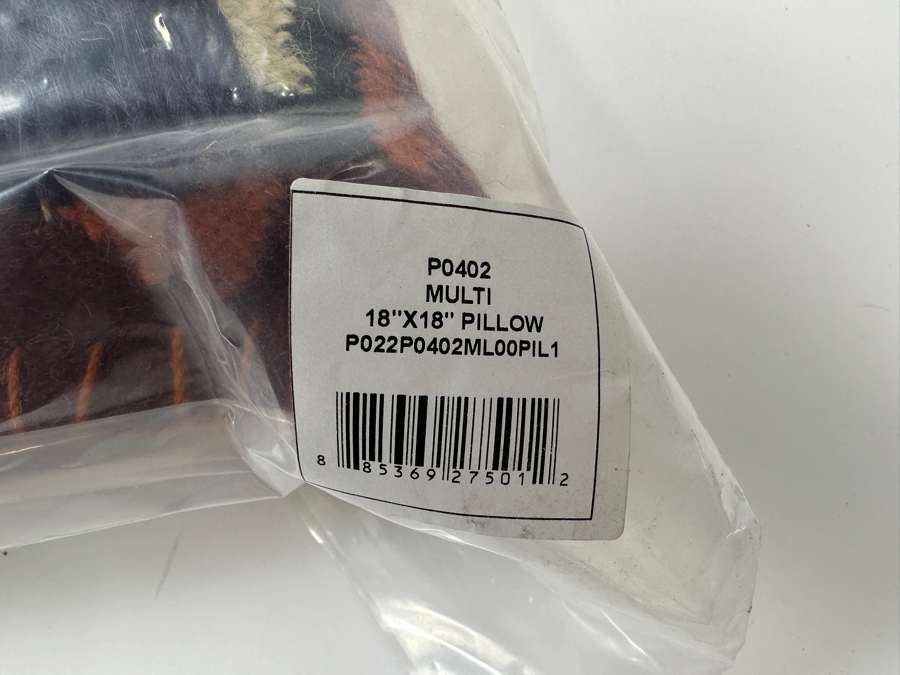 P0402
MULTI
18"X18" PILLOW
P022P0402ML00PIL1
8 85369 27501 2